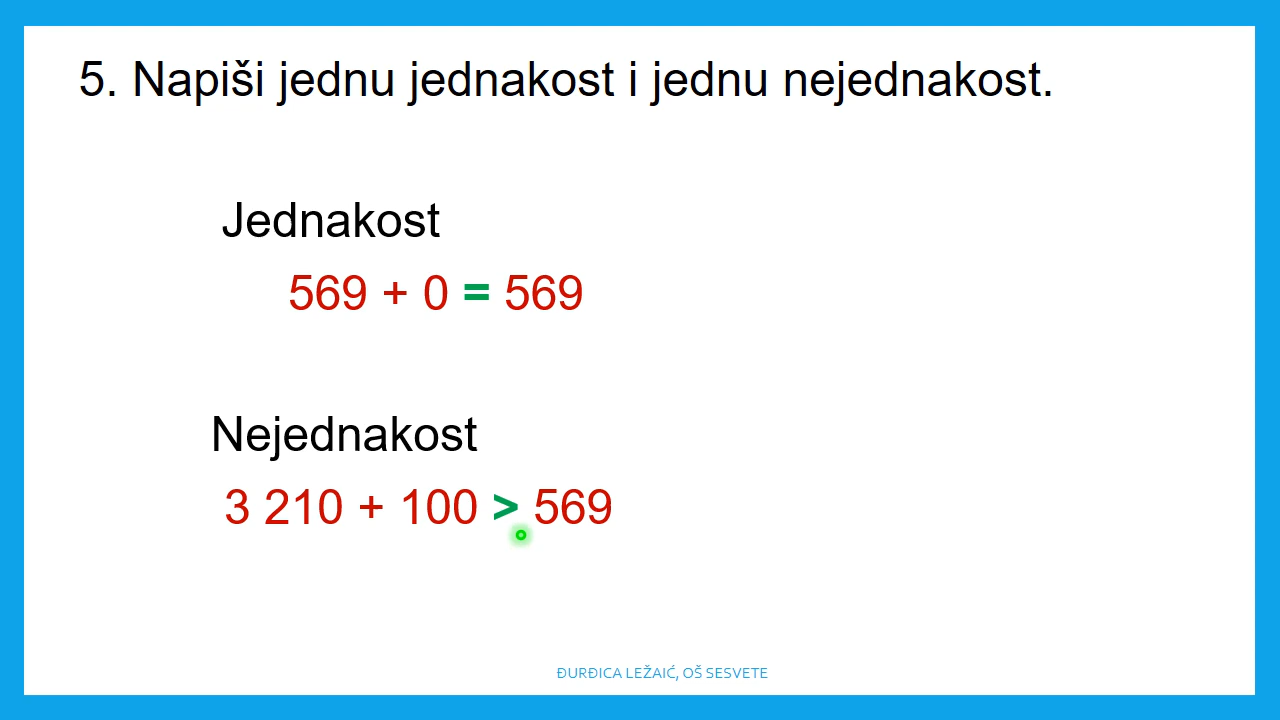 5. Napiši jednu jednakost i jednu nejednakost.
Jednakost
569 + 0 = 569
Nejednakost
3 210 + 100 > 569
ĐURĐICA LEŽAIĆ, OŠ SESVETE